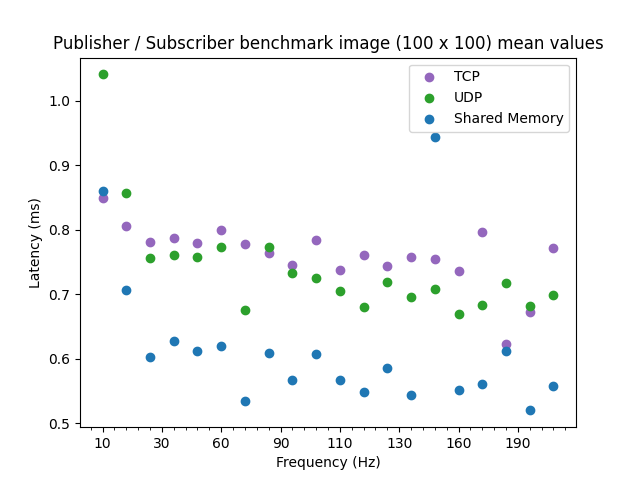 Publisher / Subscriber benchmark image (100 x 100) mean values
TCP
UDP
Shared Memory
Latency (ms)
1.0
0.9
0.8
0.7
0.6
0.5
10 30 60 90 110 130 160 190
Frequency (Hz)